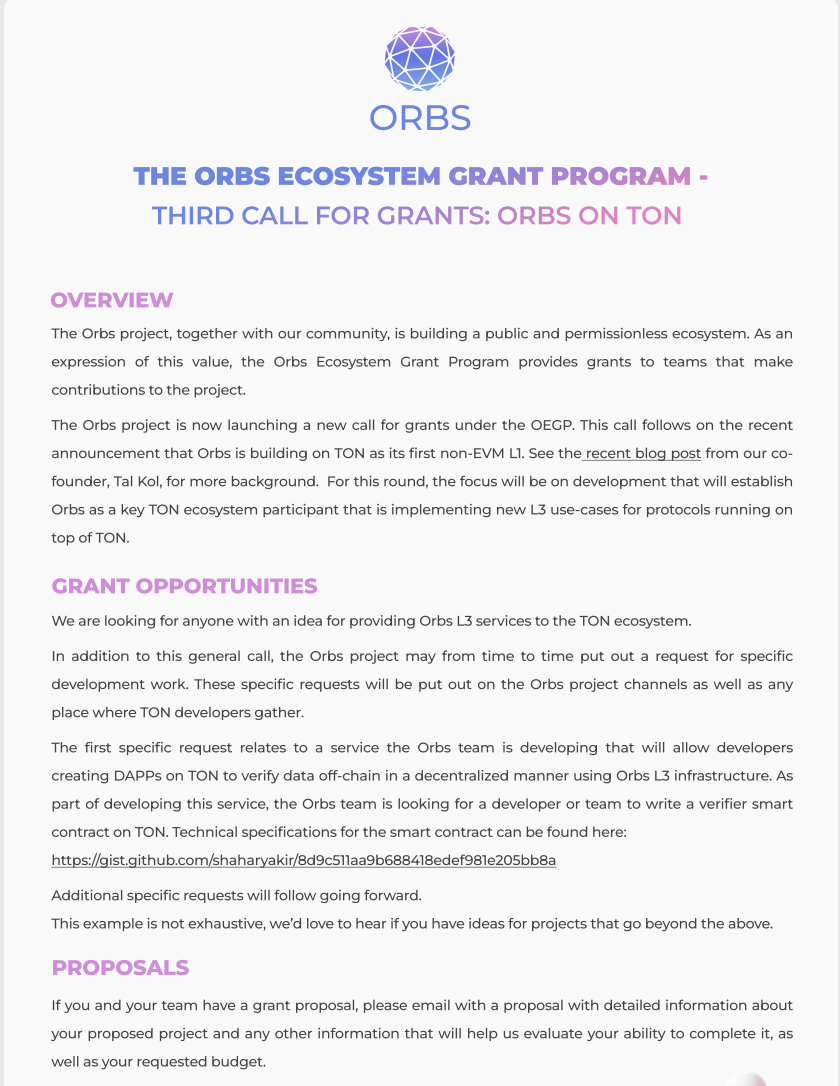 ORBS
THE ORBS ECOSYSTEM GRANT PROGRAM -
THIRD CALL FOR GRANTS: ORBS ON TON
OVERVIEW
The Orbs project, together with our community, is building a public and permissionless ecosystem. As an
expression of this value, the Orbs Ecosystem Grant Program provides grants to teams that make
contributions to the project.
The Orbs project is now launching a new call for grants under the OEGP. This call follows on the recent
announcement that Orbs is building on TON as its first non-EVM L1. See the recent blog post from our co-
founder, Tal Kol, for more background.  For this round, the focus will be on development that will establish
Orbs as a key TON ecosystem participant that is implementing new L3 use-cases for protocols running on
top of TON.
GRANT OPPORTUNITIES
We are looking for anyone with an idea for providing Orbs L3 services to the TON ecosystem.
In addition to this general call, the Orbs project may from time to time put out a request for specific
development work. These specific requests will be put out on the Orbs project channels as well as any
place where TON developers gather.
The first specific request relates to a service the Orbs team is developing that will allow developers
creating DAPPs on TON to verify data off-chain in a decentralized manner using Orbs L3 infrastructure. As
part of developing this service, the Orbs team is looking for a developer or team to write a verifier smart
contract on TON. Technical specifications for the smart contract can be found here:
https://gist.github.com/shaharyakir/8d9c511aa9b688418edef981e205bb8a
Additional specific requests will follow going forward.
This example is not exhaustive, we’d love to hear if you have ideas for projects that go beyond the above.
PROPOSALS
If you and your team have a grant proposal, please email with a proposal with detailed information about
your proposed project and any other information that will help us evaluate your ability to complete it, as
well as your requested budget.